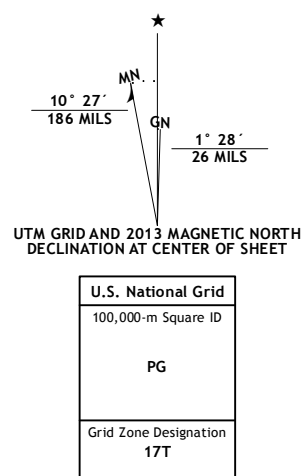 ★
MN
GN
10° 27´
186 MILS
1° 28´
26 MILS
UTM GRID AND 2013 MAGNETIC NORTH
DECLINATION AT CENTER OF SHEET
U.S. National Grid
100,000-m Square ID
PG
Grid Zone Designation
17T